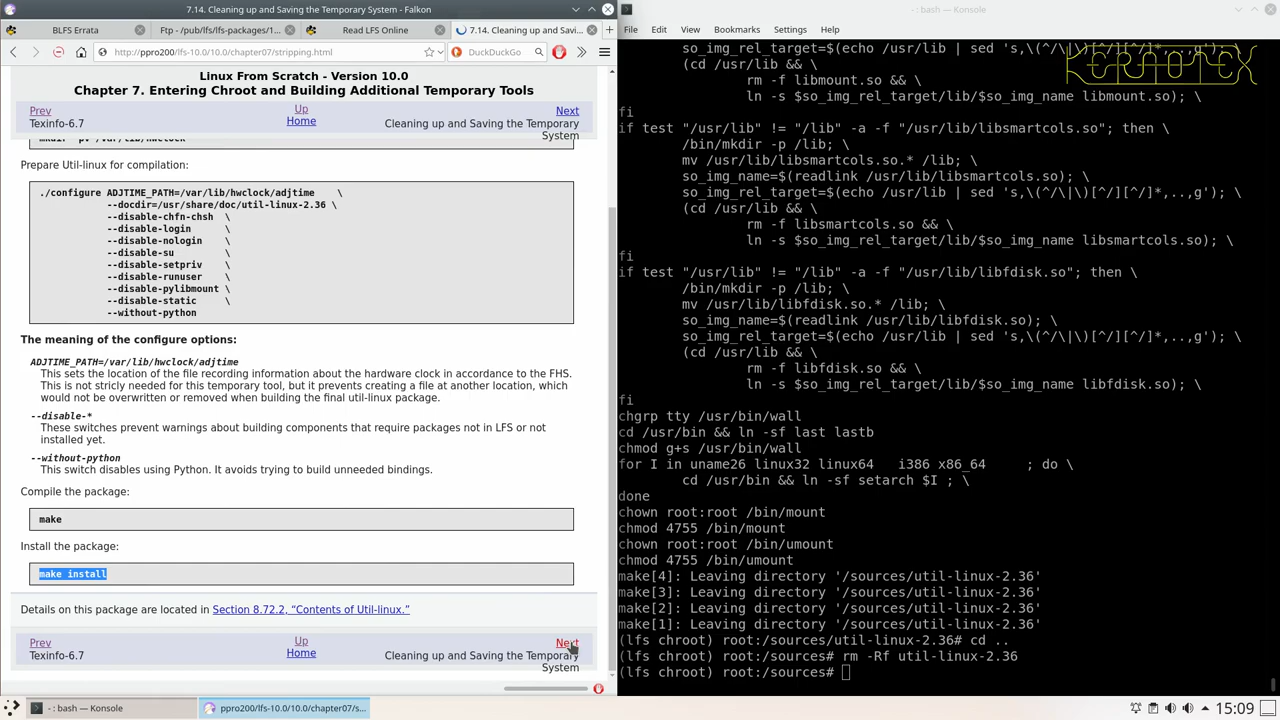 7.14. Cleaning up and Saving the Temporary System - Falkon
- : bash — Konsole
BLFS Errata
Ftp - /pub/lfs/lfs-packages/1...
Read LFS Online
7.14. Cleaning up and Savi...
http://ppro200/lfs-10.0/10.0/chapter07/stripping.html
DuckDuckGo
Linux From Scratch - Version 10.0
Chapter 7. Entering Chroot and Building Additional Temporary Tools
Prev
Up
Next
Texinfo-6.7
Home
Cleaning up and Saving the Temporary
System
mkdir -pv /var/lib/hwclock
Prepare Util-linux for compilation:
./configure ADJTIME_PATH=/var/lib/hwclock/adjtime    \
--docdir=/usr/share/doc/util-linux-2.36 \
--disable-chfn-chsh  \
--disable-login      \
--disable-nologin    \
--disable-su         \
--disable-setpriv    \
--disable-runuser    \
--disable-pylibmount \
--disable-static     \
--without-python
The meaning of the configure options:
ADJTIME_PATH=/var/lib/hwclock/adjtime
This sets the location of the file recording information about the hardware clock in accordance to the FHS.
This is not stricly needed for this temporary tool, but it prevents creating a file at another location, which
would not be overwritten or removed when building the final util-linux package.
--disable-*
These switches prevent warnings about building components that require packages not in LFS or not
installed yet.
--without-python
This switch disables using Python. It avoids trying to build unneeded bindings.
Compile the package:
make
Install the package:
make install
Details on this package are located in Section 8.72.2, “Contents of Util-linux.”
Prev
Up
Next
Texinfo-6.7
Home
Cleaning up and Saving the Temporary
System
File
Edit
View
Bookmarks
Settings
Help
so_img_rel_target=$(echo /usr/lib | sed 's,\(^/\|\)[^/][^/]*,..,g'); \
(cd /usr/lib && \
rm -f libmount.so && \
ln -s $so_img_rel_target/lib/$so_img_name libmount.so); \
fi
if test "/usr/lib" != "/lib" -a -f "/usr/lib/libsmartcols.so"; then \
/bin/mkdir -p /lib; \
mv /usr/lib/libsmartcols.so.* /lib; \
so_img_name=$(readlink /usr/lib/libsmartcols.so); \
so_img_rel_target=$(echo /usr/lib | sed 's,\(^/\|\)[^/][^/]*,..,g'); \
(cd /usr/lib && \
rm -f libsmartcols.so && \
ln -s $so_img_rel_target/lib/$so_img_name libsmartcols.so); \
fi
if test "/usr/lib" != "/lib" -a -f "/usr/lib/libfdisk.so"; then \
/bin/mkdir -p /lib; \
mv /usr/lib/libfdisk.so.* /lib; \
so_img_name=$(readlink /usr/lib/libfdisk.so); \
so_img_rel_target=$(echo /usr/lib | sed 's,\(^/\|\)[^/][^/]*,..,g'); \
(cd /usr/lib && \
rm -f libfdisk.so && \
ln -s $so_img_rel_target/lib/$so_img_name libfdisk.so); \
fi
chgrp tty /usr/bin/wall
cd /usr/bin && ln -sf last lastb
chmod g+s /usr/bin/wall
for I in uname26 linux32 linux64   i386 x86_64     ; do \
cd /usr/bin && ln -sf setarch $I ; \
done
chown root:root /bin/mount
chmod 4755 /bin/mount
chown root:root /bin/umount
chmod 4755 /bin/umount
make[4]: Leaving directory '/sources/util-linux-2.36'
make[3]: Leaving directory '/sources/util-linux-2.36'
make[2]: Leaving directory '/sources/util-linux-2.36'
make[1]: Leaving directory '/sources/util-linux-2.36'
(lfs chroot) root:/sources/util-linux-2.36# cd ..
(lfs chroot) root:/sources# rm -Rf util-linux-2.36
(lfs chroot) root:/sources#
- : bash — Konsole
ppro200/lfs-10.0/10.0/chapter07/s...
15:09